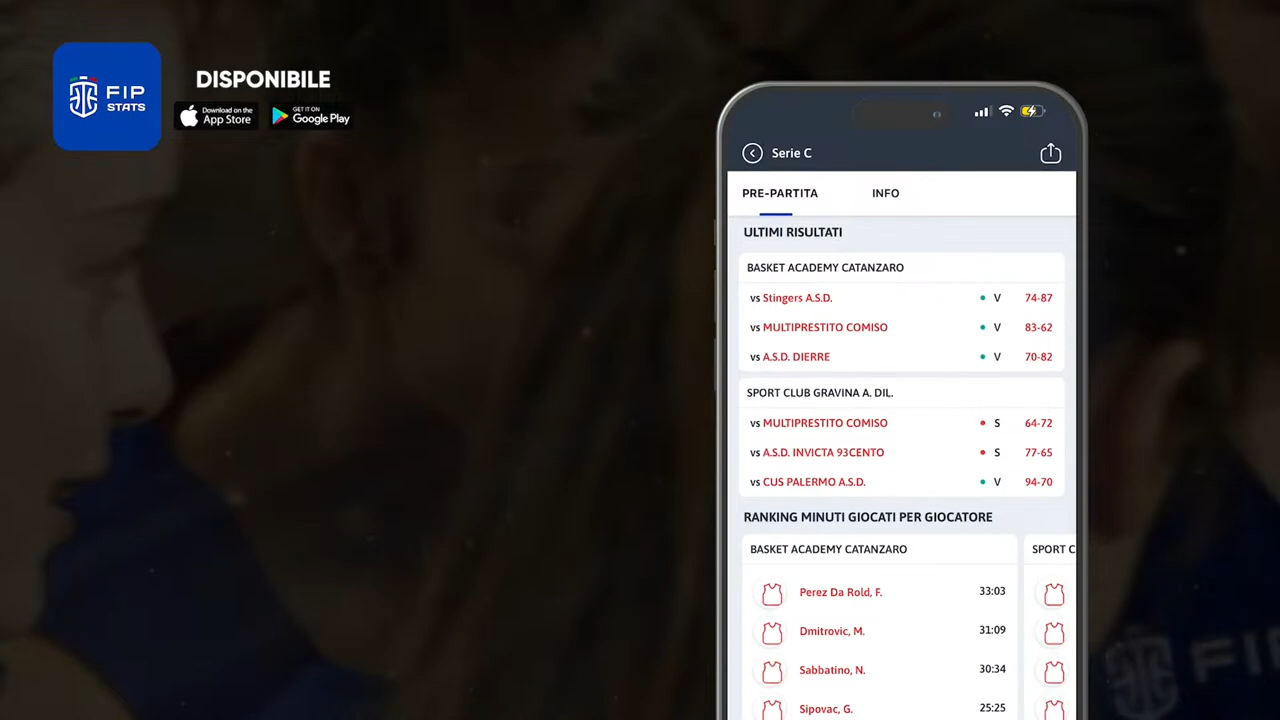 FIP
STATS
DISPONIBILE
Download on the
App Store
GET IT ON
Google Play
Serie C
PRE-PARTITA INFO
ULTIMI RISULTATI
BASKET ACADEMY CATANZARO
vs Stingers A.S.D. V 74-87
vs MULTIPRESTITO COMISO V 83-62
vs A.S.D. DIERRE V 70-82
SPORT CLUB GRAVINA A. DIL.
vs MULTIPRESTITO COMISO S 64-72
vs A.S.D. INVICTA 93CENTO S 77-65
vs CUS PALERMO A.S.D. V 94-70
RANKING MINUTI GIOCATI PER GIOCATORE
BASKET ACADEMY CATANZARO SPORT C
Perez Da Rold, F. 33:03
Dmitrovic, M. 31:09
Sabbatino, N. 30:34
Sipovac, G. 25:25
FIP